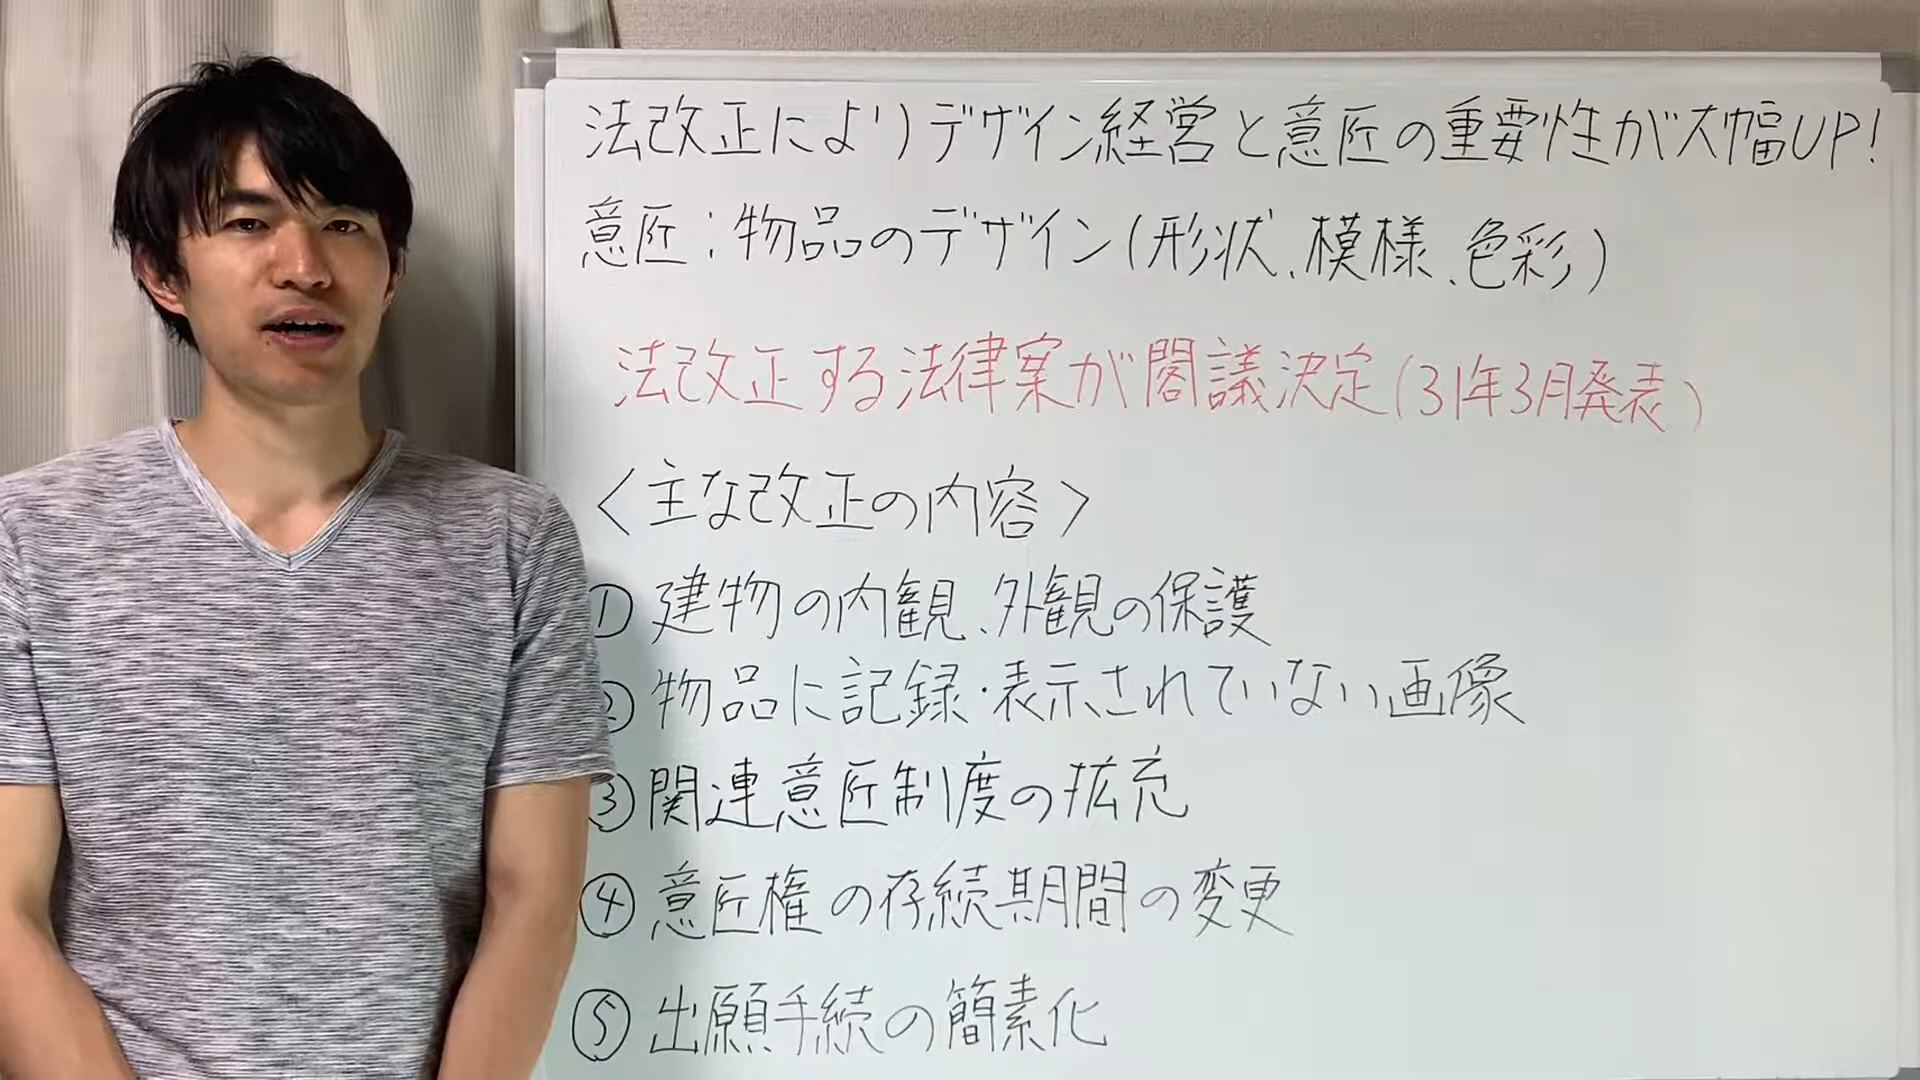 法改正によりデザイン経営と意匠の重要性が大幅UP!
意匠:物品のデザイン(形状、模様、色彩)
法改正する法律案が閣議決定(31年3月発表)
<主な改正の内容>
① 建物の内観、外観の保護
② 物品に記録・表示されていない画像
③ 関連意匠制度の拡充
④ 意匠権の存続期間の変更
⑤ 出願手続の簡素化